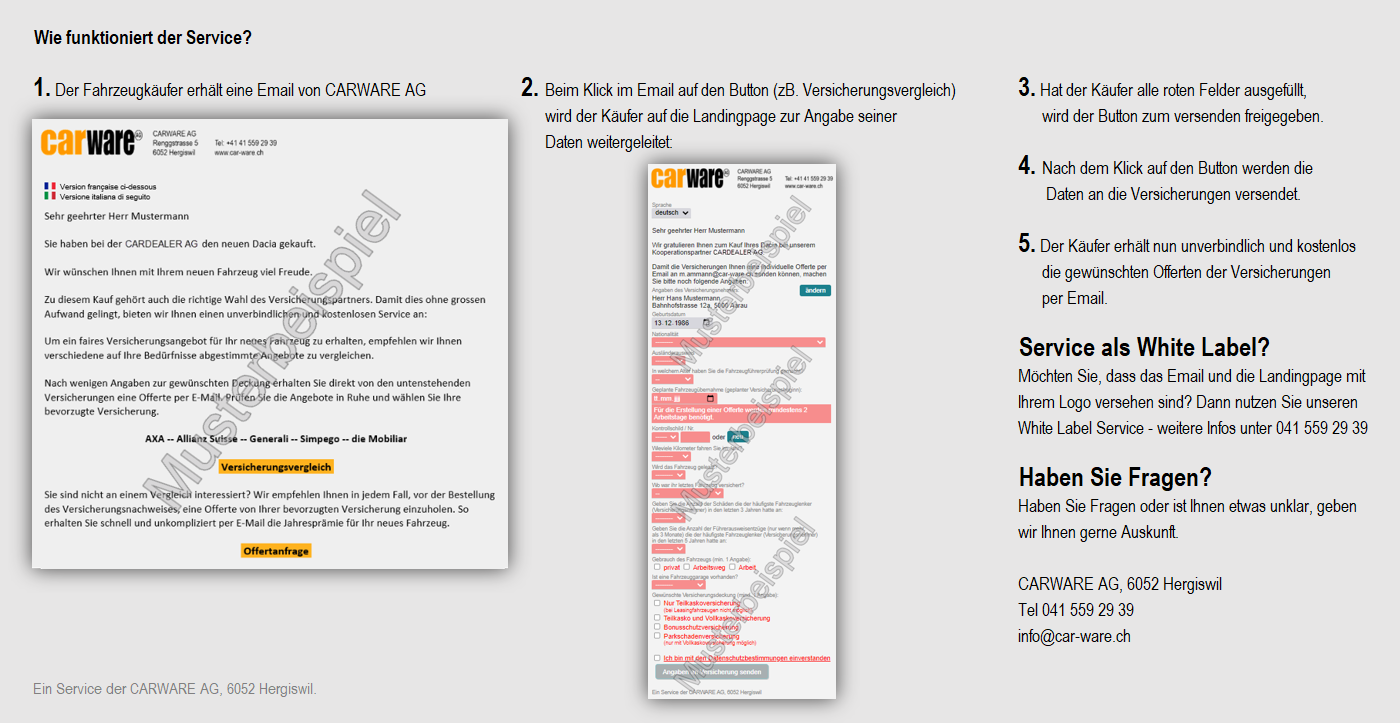 Wie funktioniert der Service?
1. Der Fahrzeugkäufer erhält eine Email von CARWARE AG
carware AG
CARWARE AG
Renggstrasse 5
6052 Hergiswil
Tel: +41 41 559 29 39
www.car-ware.ch
Version française ci-dessous
Versione italiana di seguito
Sehr geehrter Herr Mustermann
Sie haben bei der CARDEALER AG den neuen Dacia gekauft.
Wir wünschen Ihnen mit Ihrem neuen Fahrzeug viel Freude.
Zu diesem Kauf gehört auch die richtige Wahl des Versicherungspartners. Damit dies ohne grossen
Aufwand gelingt, bieten wir Ihnen einen unverbindlichen und kostenlosen Service an:
Um ein faires Versicherungsangebot für Ihr neues Fahrzeug zu erhalten, empfehlen wir Ihnen
verschiedene auf Ihre Bedürfnisse abgestimmte Angebote zu vergleichen.
Nach wenigen Angaben zur gewünschten Deckung erhalten Sie direkt von den untenstehenden
Versicherungen eine Offerte per E-Mail. Prüfen Sie die Angebote in Ruhe und wählen Sie Ihre
bevorzugte Versicherung.
AXA -- Allianz Suisse -- Generali -- Simpego -- die Mobiliar
Versicherungsvergleich
Sie sind nicht an einem Vergleich interessiert? Wir empfehlen Ihnen in jedem Fall, vor der Bestellung
des Versicherungsnachweises, eine Offerte von Ihrer bevorzugten Versicherung einzuholen. So
erhalten Sie schnell und unkompliziert per E-Mail die Jahresprämie für Ihr neues Fahrzeug.
Offertanfrage
Musterbeispiel
Ein Service der CARWARE AG, 6052 Hergiswil.
2. Beim Klick im Email auf den Button (zB. Versicherungsvergleich)
wird der Käufer auf die Landingpage zur Angabe seiner
Daten weitergeleitet:
carware
CARWARE AG
Renggstrasse 5
6052 Hergiswil
Tel: +41 41 559 29 39
www.car-ware.ch
Sprache
deutsch
Sehr geehrter Herr Mustermann
Wir gratulieren Ihnen zum Kauf Ihres Dacia bei unserem
Kooperationspartner CARDEALER AG
Damit die Versicherungen Ihnen eine individuelle Offerte per
Email an m.ammann@car-ware.ch senden können, machen
Sie bitte noch folgende Angaben:
Angaben des Versicherungsnehmers
ändern
Herr Hans Mustermann
Bahnhofstrasse 12a, 5000 Aarau
Geburtsdatum
13.12.1986
Nationalität
Ausländerausweis
In welchem Alter haben Sie die Fahrzeugführerprüfung
Geplante Fahrzeugübernahme (geplanter Versicherungsbeginn):
tt.mm.jjjj
Für die Erstellung einer Offerte werden mindestens 2
Arbeitstage benötigt.
Kontrollschild / Nr.
oder
Wieviele Kilometer fahren Sie im Jahr?
Wird das Fahrzeug geleast?
Wo war ihr letztes Fahrzeug versichert?
Geben Sie die Anzahl der Schäden die der häufigste Fahrzeuglenker
(Versicherungsnehmer) in den letzten 3 Jahren hatte an:
Geben Sie die Anzahl der Führerausweisentzüge (nur wenn mehr
als 3 Monate) die der häufigste Fahrzeuglenker (Versicherungsnehmer)
in den letzten 5 Jahren hatte an:
Gebrauch des Fahrzeugs (min. 1 Angabe):
privat Arbeitsweg Arbeit
Ist eine Fahrzeuggarage vorhanden?
Gewünschte Versicherungsdeckung (min. 1 Angabe):
Nur Teilkaskoversicherung
(bei Leasingfahrzeugen nicht möglich)
Teilkasko und Vollkaskoversicherung
Bonusschutzversicherung
Parkschadenversicherung
(nur mit Vollkaskoversicherung möglich)
Ich bin mit den Datenschutzbestimmungen einverstanden
Angaben an Versicherung senden
Ein Service der CARWARE AG, 6052 Hergiswil
Musterbeispiel
Musterbeispiel
Musterbeispiel
3. Hat der Käufer alle roten Felder ausgefüllt,
wird der Button zum versenden freigegeben.
4. Nach dem Klick auf den Button werden die
Daten an die Versicherungen versendet.
5. Der Käufer erhält nun unverbindlich und kostenlos
die gewünschten Offerten der Versicherungen
per Email.
Service als White Label?
Möchten Sie, dass das Email und die Landingpage mit
Ihrem Logo versehen sind? Dann nutzen Sie unseren
White Label Service - weitere Infos unter 041 559 29 39
Haben Sie Fragen?
Haben Sie Fragen oder ist Ihnen etwas unklar, geben
wir Ihnen gerne Auskunft.
CARWARE AG, 6052 Hergiswil
Tel 041 559 29 39
info@car-ware.ch